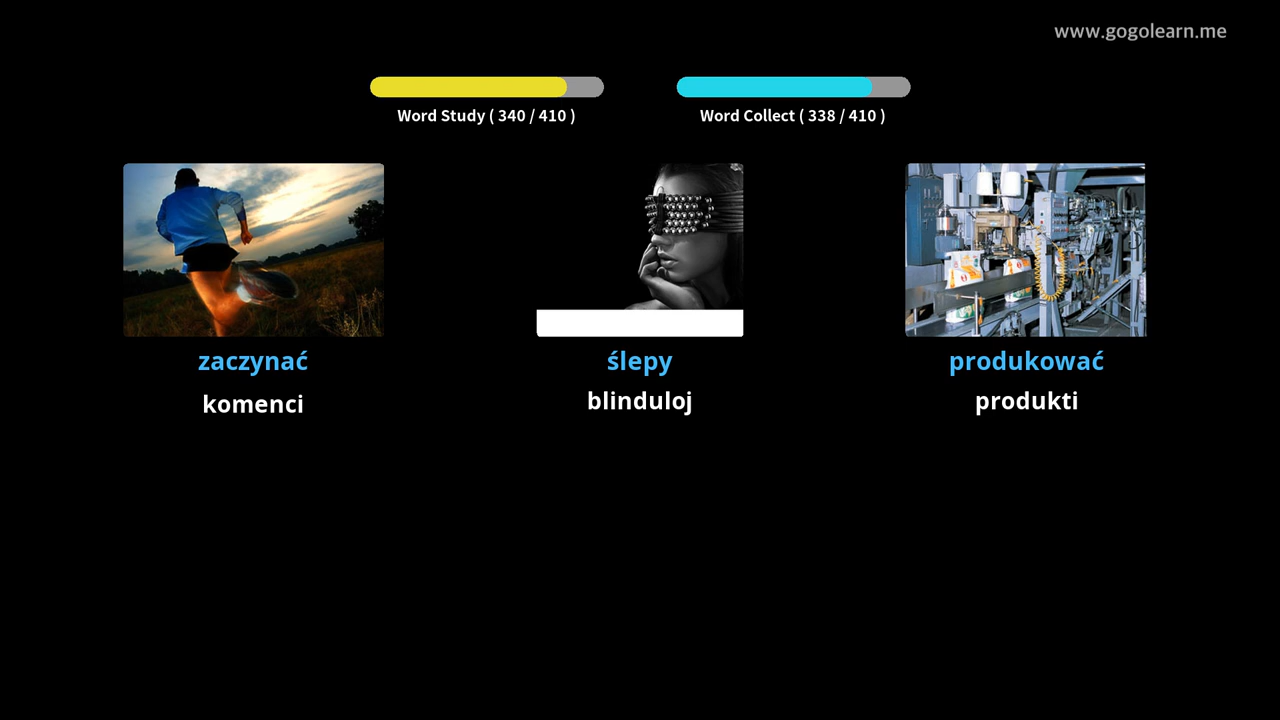 www.gogolearn.me
Word Study ( 340 / 410 )
Word Collect ( 338 / 410 )
zaczynać
ślepy
produkować
komenci
blinduloj
produkti